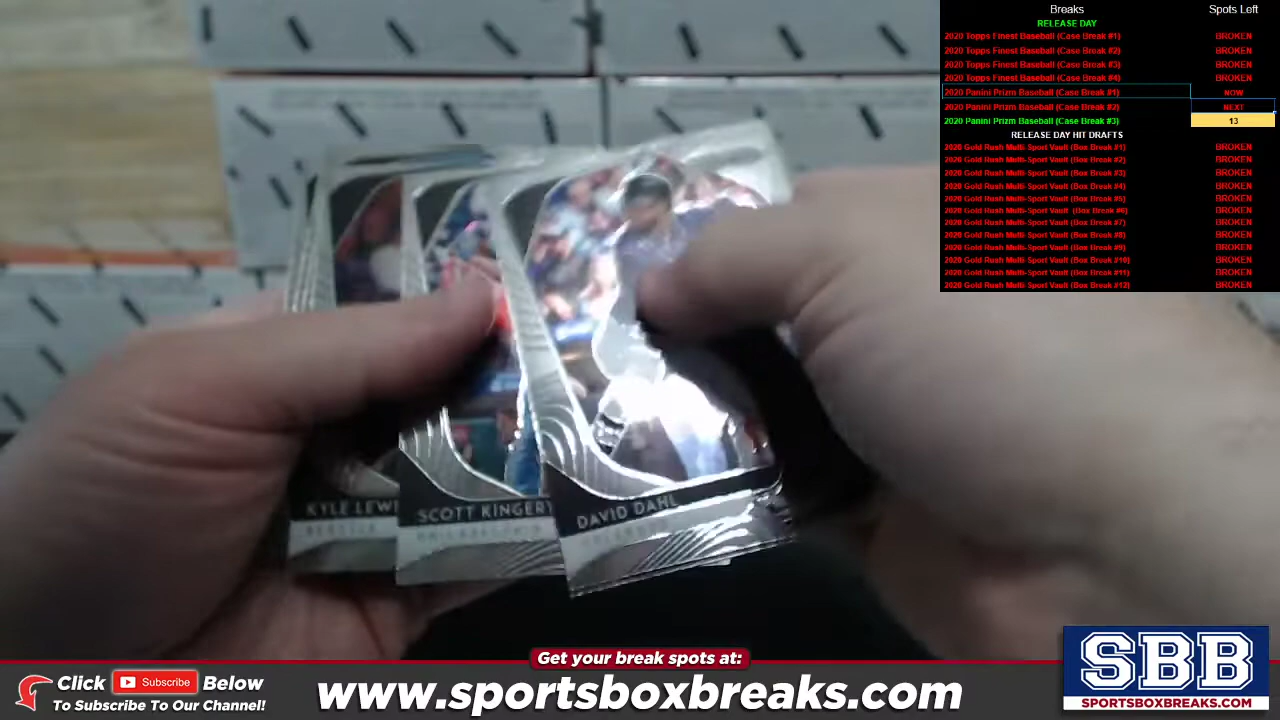 Breaks Spots Left
RELEASE DAY
2020 Topps Finest Baseball (Case Break #1) BROKEN
2020 Topps Finest Baseball (Case Break #2) BROKEN
2020 Topps Finest Baseball (Case Break #3) BROKEN
2020 Topps Finest Baseball (Case Break #4) BROKEN
2020 Panini Prizm Baseball (Case Break #1) NOW
2020 Panini Prizm Baseball (Case Break #2) NEXT
2020 Panini Prizm Baseball (Case Break #3) 13
RELEASE DAY HIT DRAFTS
2020 Gold Rush Multi-Sport Vault (Box Break #1) BROKEN
2020 Gold Rush Multi-Sport Vault (Box Break #2) BROKEN
2020 Gold Rush Multi-Sport Vault (Box Break #3) BROKEN
2020 Gold Rush Multi-Sport Vault (Box Break #4) BROKEN
2020 Gold Rush Multi-Sport Vault (Box Break #5) BROKEN
2020 Gold Rush Multi-Sport Vault (Box Break #6) BROKEN
2020 Gold Rush Multi-Sport Vault (Box Break #7) BROKEN
2020 Gold Rush Multi-Sport Vault (Box Break #8) BROKEN
2020 Gold Rush Multi-Sport Vault (Box Break #9) BROKEN
2020 Gold Rush Multi-Sport Vault (Box Break #10) BROKEN
2020 Gold Rush Multi-Sport Vault (Box Break #11) BROKEN
2020 Gold Rush Multi-Sport Vault (Box Break #12) BROKEN
KYLE LEWI
SCOTT KINGERY
DAVID DAHL
Get your break spots at:
Click Subscribe Below
To Subscribe To Our Channel!
www.sportsboxbreaks.com
SBB
SPORTSBOXBREAKS.COM